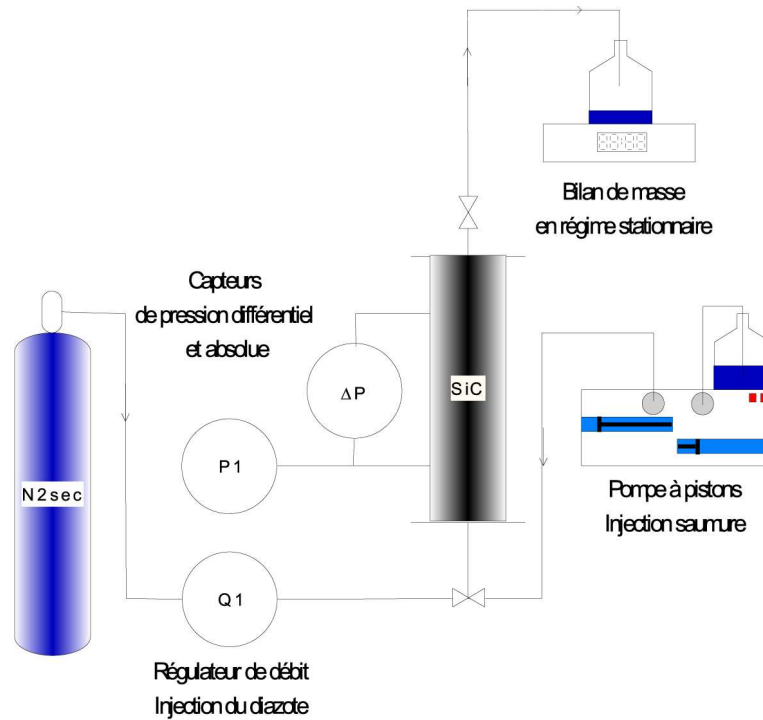 Bilan de masse
en régime stationnaire
Capteurs
de pression différentiel
et absolue
ΔP
SiC
P1
N2sec
Pompe à pistons
Injection saumure
Q1
Régulateur de débit
Injection du diazote